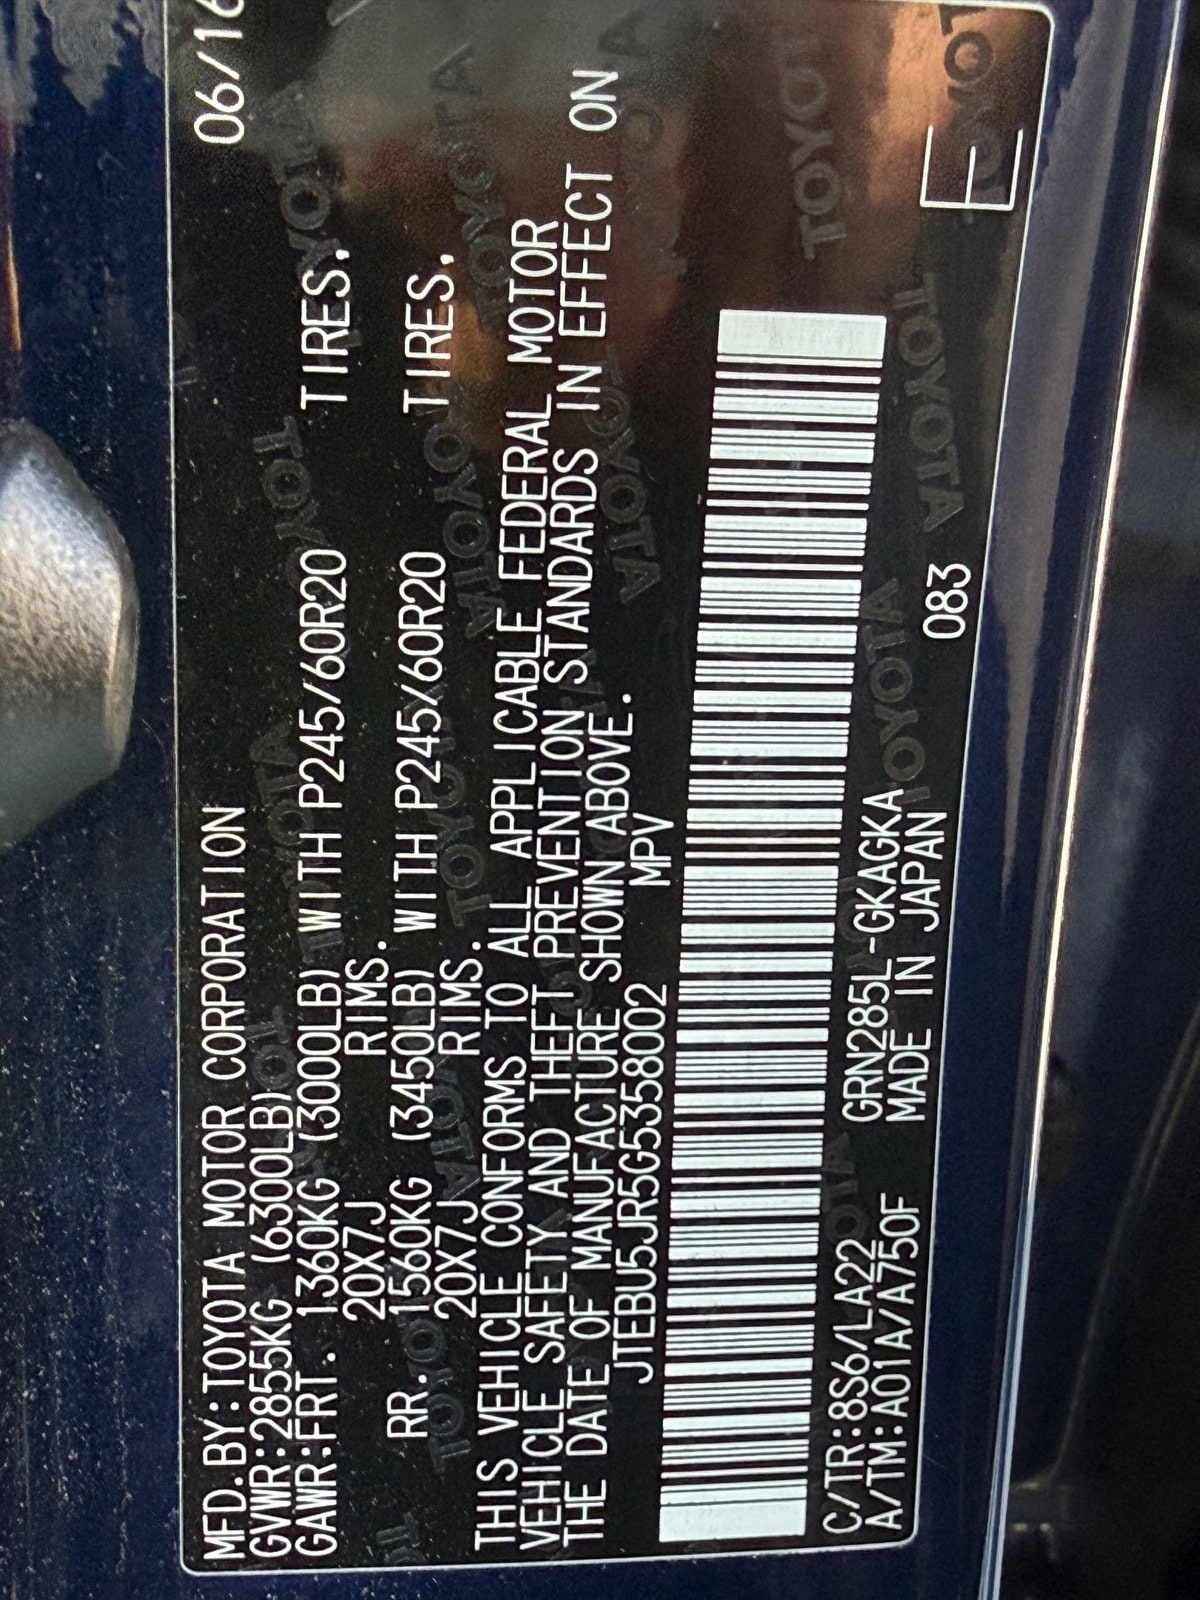 MFD.BY:TOYOTA MOTOR CORPORATION 06/16
GVWR:2855KG (6300LB)
GAWR:FRT. 1360KG (3000LB) WITH P245/60R20 TIRES.
20X7J RIMS.
RR. 1560KG (3450LB) WITH P245/60R20 TIRES.
20X7J RIMS.
THIS VEHICLE CONFORMS TO ALL APPLICABLE FEDERAL MOTOR
VEHICLE SAFETY AND THEFT PREVENTION STANDARDS IN EFFECT ON
THE DATE OF MANUFACTURE SHOWN ABOVE.
JTEBU5JR5G5358002 MPV
C/TR:8S6/LA22 GRN285L-GKAGKA
A/TM:A01A/A750F MADE IN JAPAN 083
E